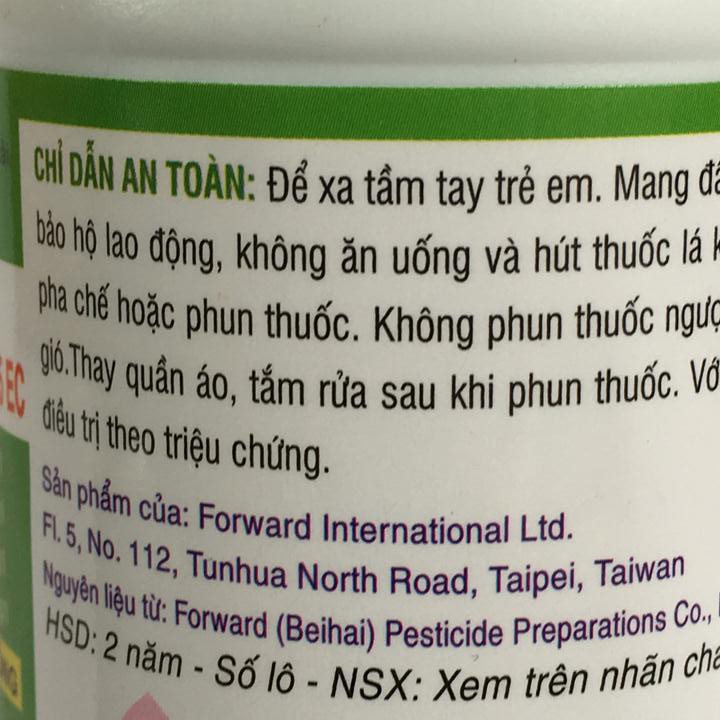 CHỈ DẪN AN TOÀN: Để xa tầm tay trẻ em. Mang
bảo hộ lao động, không ăn uống và hút thuốc lá
pha chế hoặc phun thuốc. Không phun thuốc
gió.Thay quần áo, tắm rửa sau khi phun thuốc.
điều trị theo triệu chứng.
Sản phẩm của: Forward International Ltd.
Fl. 5, No. 112, Tunhua North Road, Taipei, Taiwan
Nguyên liệu từ: Forward (Beihai) Pesticide Preparations Co.,
HSD: 2 năm - Số lô - NSX: Xem trên nhãn
EC